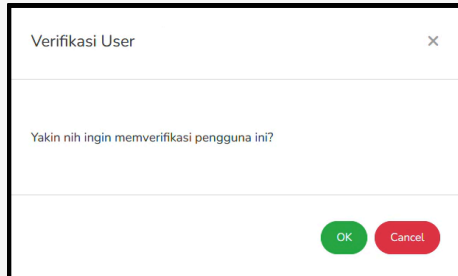 Verifikasi User
×
Yakin nih ingin memverifikasi pengguna ini?
OK
Cancel